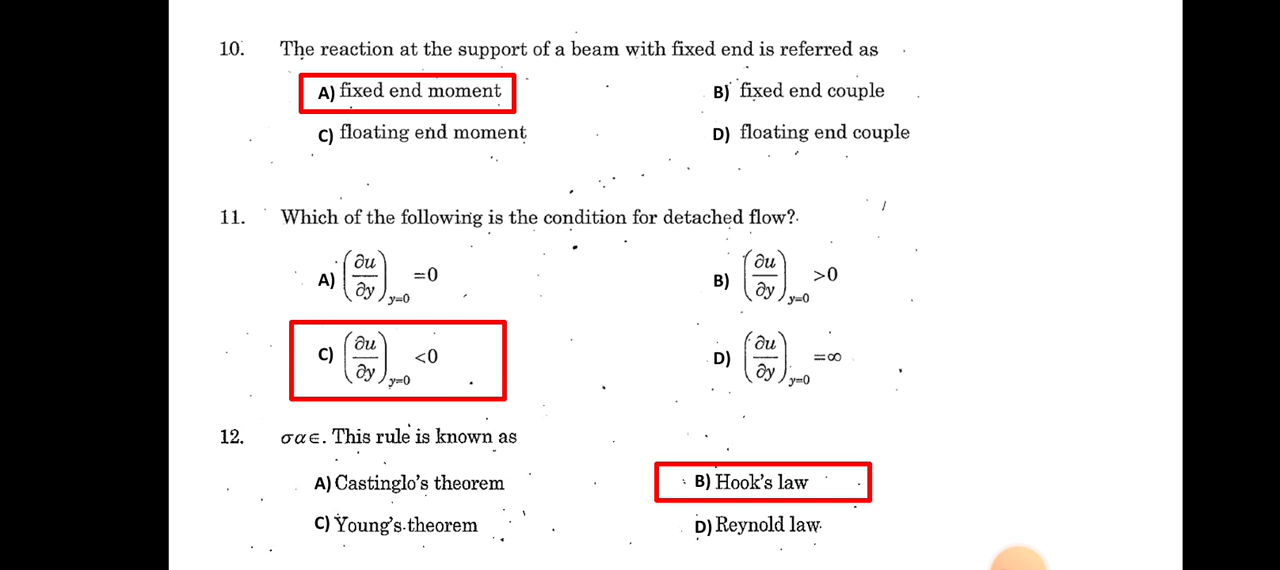 10. The reaction at the support of a beam with fixed end is referred as
A) fixed end moment B) fixed end couple
C) floating end moment D) floating end couple
11. Which of the following is the condition for detached flow?
A) (∂u/∂y)y=0 =0 B) (∂u/∂y)y=0 >0
C) (∂u/∂y)y=0 <0 D) (∂u/∂y)y=0 =∞
12. σα∈. This rule is known as
A) Castinglo's theorem B) Hook's law
C) Young's theorem D) Reynold law